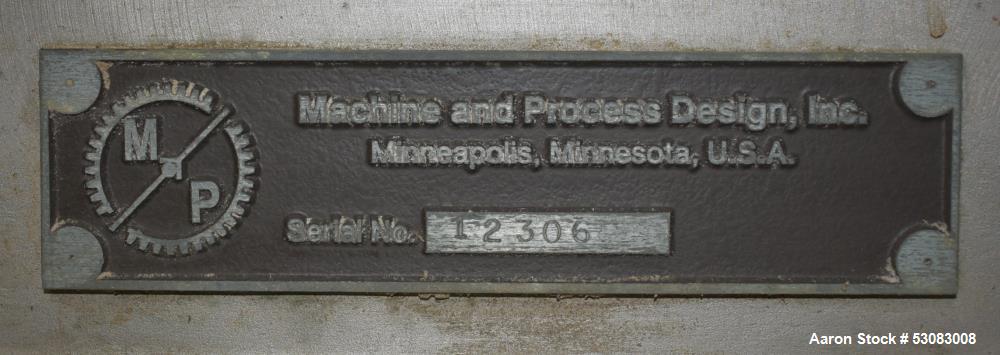 M
P
Machine and Process Design, Inc.
Minneapolis, Minnesota, U.S.A.
Serial No. 12306
Aaron Stock # 53083008